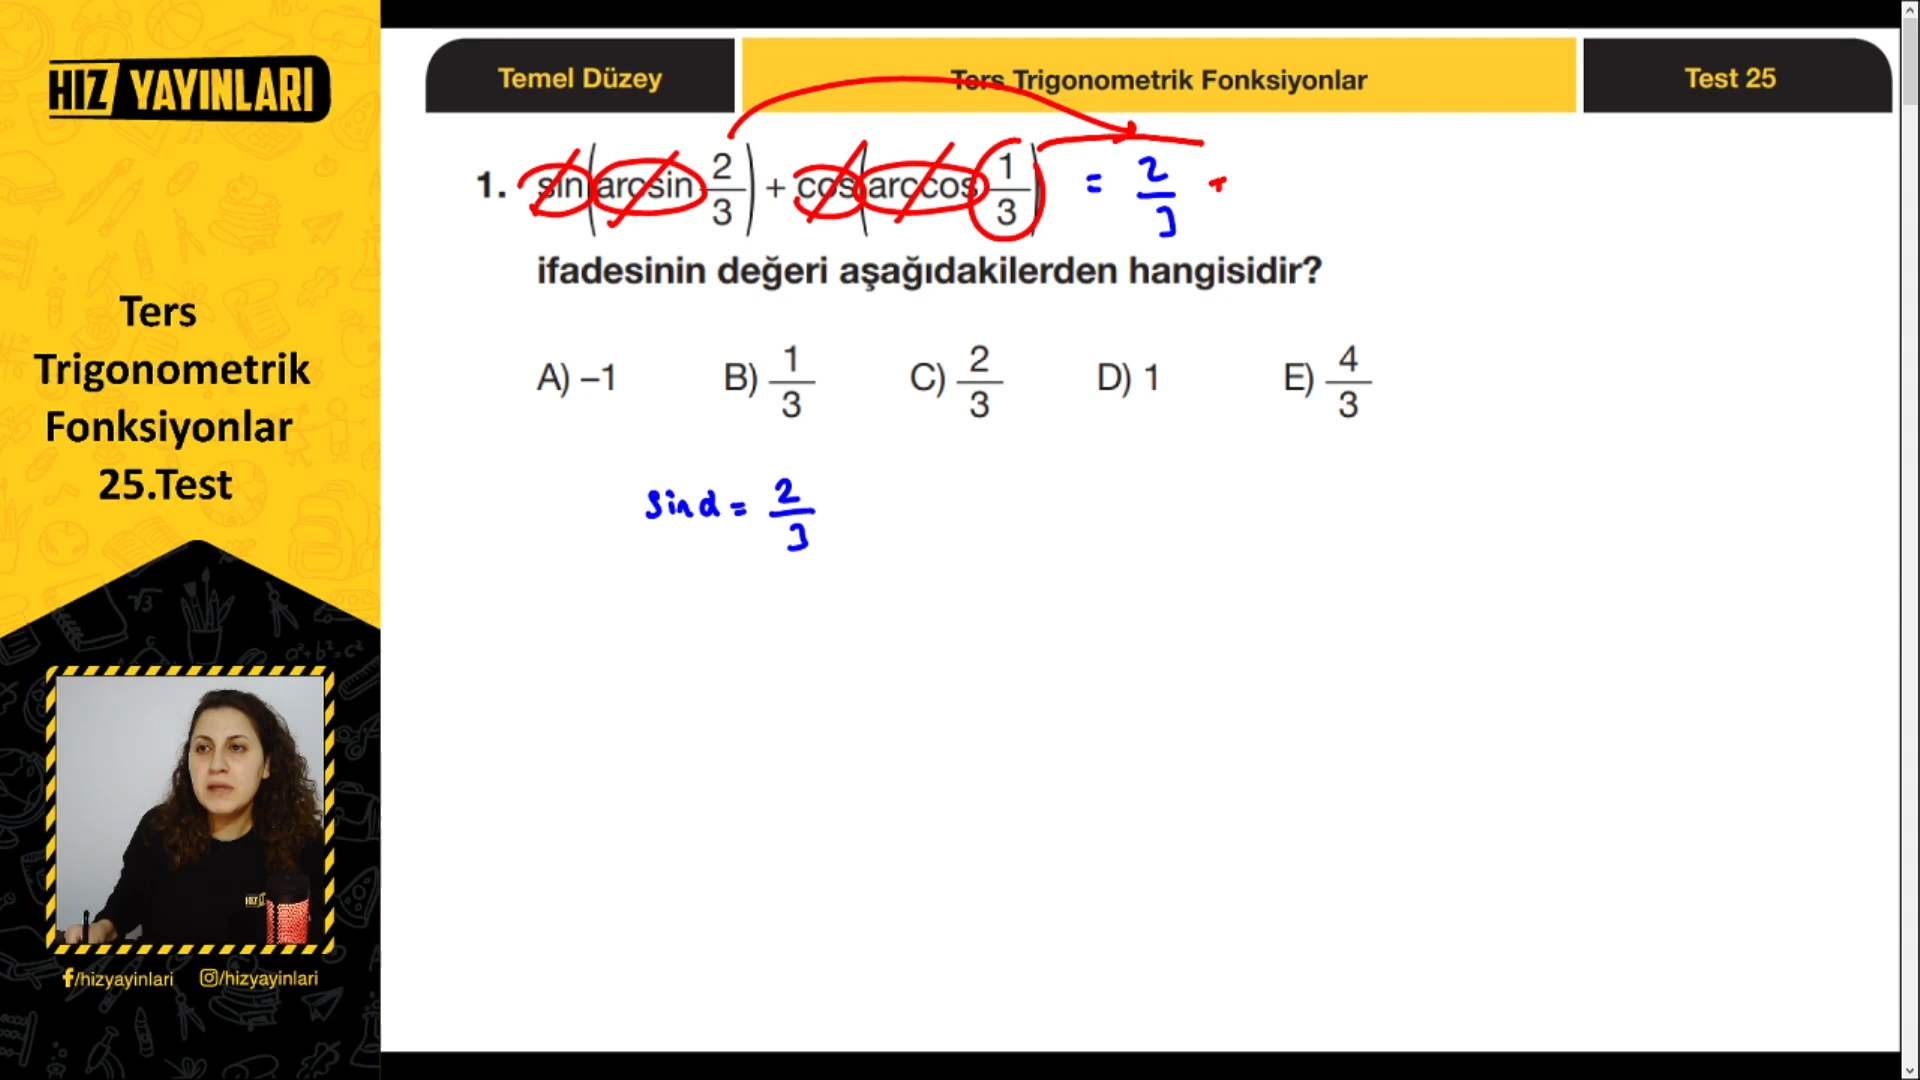 HIZ YAYINLARI
Ters
Trigonometrik
Fonksiyonlar
25.Test
/hizyayinlari /hizyayinlari
Temel Düzey Ters Trigonometrik Fonksiyonlar Test 25
1. sin(arcsin 2/3) + cos(arccos 1/3) = 2/3 +
ifadesinin değeri aşağıdakilerden hangisidir?
A) –1 B) 1/3 C) 2/3 D) 1 E) 4/3
sin α = 2/3